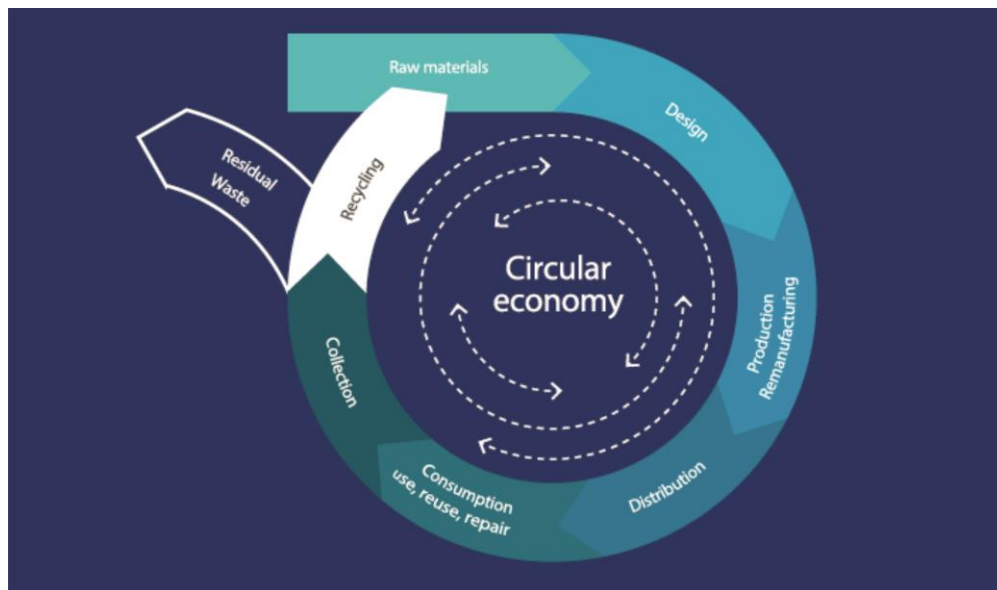 Raw materials
Design
Production
Remanufacturing
Distribution
Consumption
use, reuse, repair
Collection
Recycling
Residual
Waste
Circular
economy